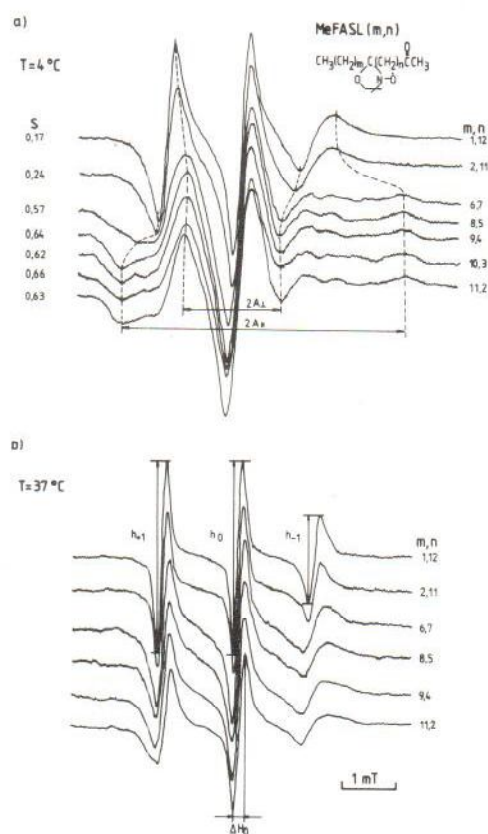 a)
MeFASL (m,n)
O
CH₃(CH₂)ₘC(CH₂)ₙCCH₃
O N-O
T=4 °C
S
m,n
0,17
1,12
0,24
2,11
0,57
6,7
0,64
8,5
0,62
9,4
0,66
10,3
0,63
11,2
2A⊥
2A∥
b)
T=37 °C
h₊₁
h₀
h₋₁
m,n
1,12
2,11
6,7
8,5
9,4
11,2
1 mT
ΔH₀